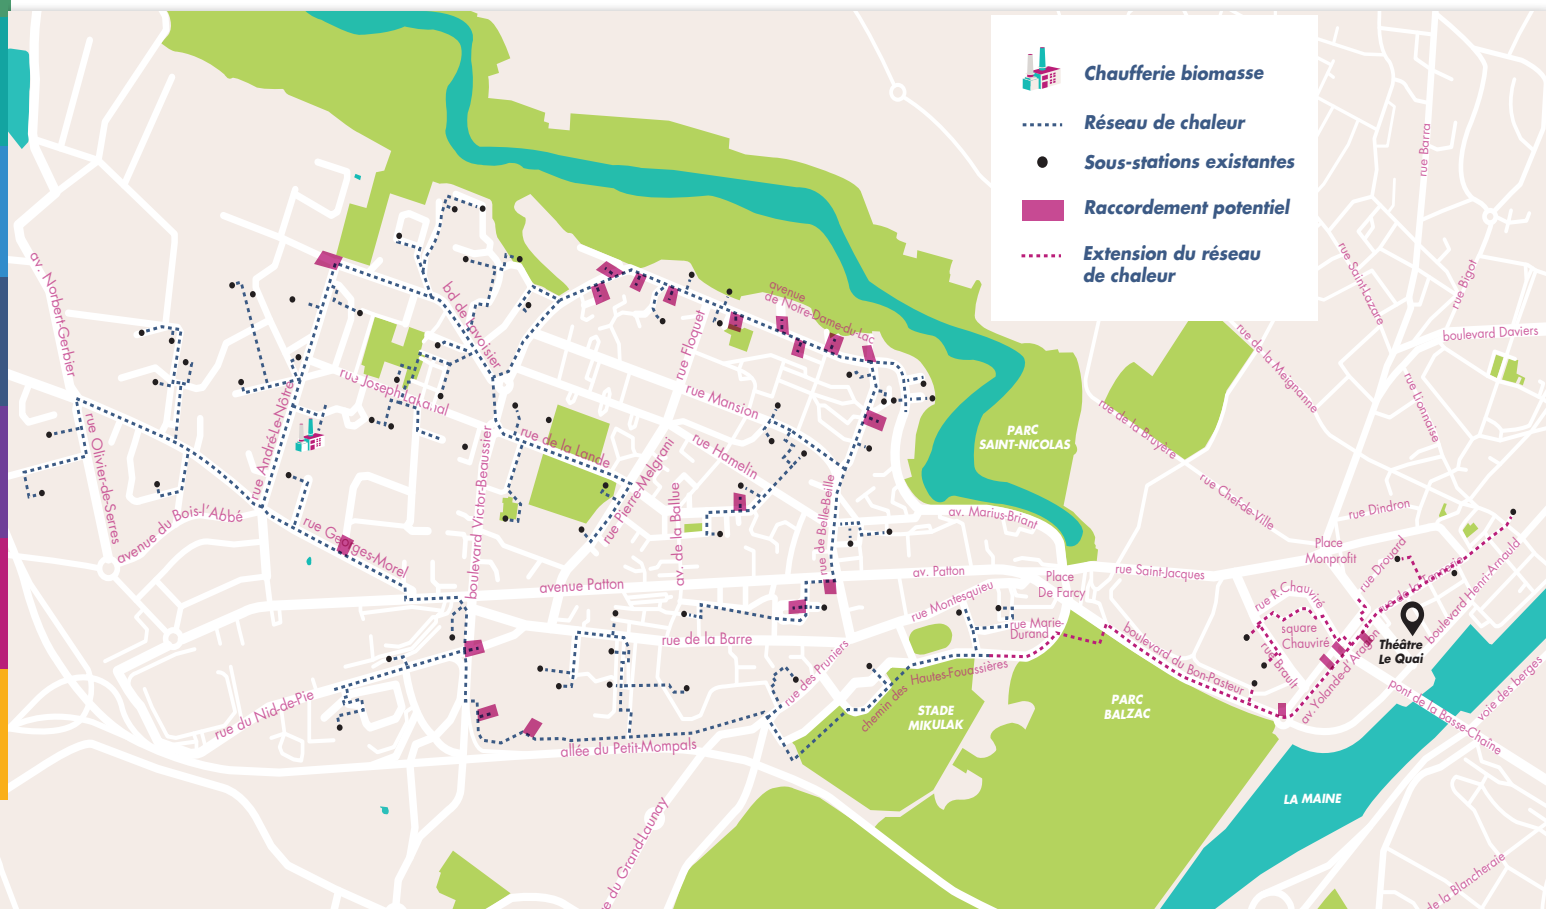 Chaufferie biomasse
Réseau de chaleur
Sous-stations existantes
Raccordement potentiel
Extension du réseau
de chaleur
rue Barra
rue Saint-Lazare
rue Bigot
boulevard Daviers
rue de la Meignanne
rue Lionnaise
av. Norbert-Gerbier
bd de Lavoisier
avenue
de Notre-Dame-du-Lac
rue Floquet
rue Joseph-Lakanal
rue Mansion
rue André-Le-Nôtre
rue Olivier-de-Serres
PARC
SAINT-NICOLAS
rue de la Bruyère
rue de la Lande
rue Hamelin
boulevard Victor-Beaussier
rue Pierre-Melgrani
av. de la Ballue
rue de Belle-Beille
rue Chef-de-Ville
rue Dindron
avenue du Bois-l'Abbé
rue Georges-Morel
av. Marius-Briant
Place
Monprofit
rue Drouard
avenue Patton
av. Patton
Place
De Farcy
rue Saint-Jacques
rue Montesquieu
rue R.Chauviré
boulevard Henri-Arnauld
rue Marie-
Durand
square
Chauviré
rue de la Barre
boulevard du Bon-Pasteur
rue Brault
av. Yolande-d'Aragon
Théâtre
Le Quai
rue des Pruniers
Hautes-Fouassières
chemin des
rue du Nid-de-Pie
STADE
MIKULAK
PARC
BALZAC
pont de la Basse-Chaîne
voie des berges
allée du Petit-Mompals
LA MAINE
e du Grand-Launay
de la Blancheraie